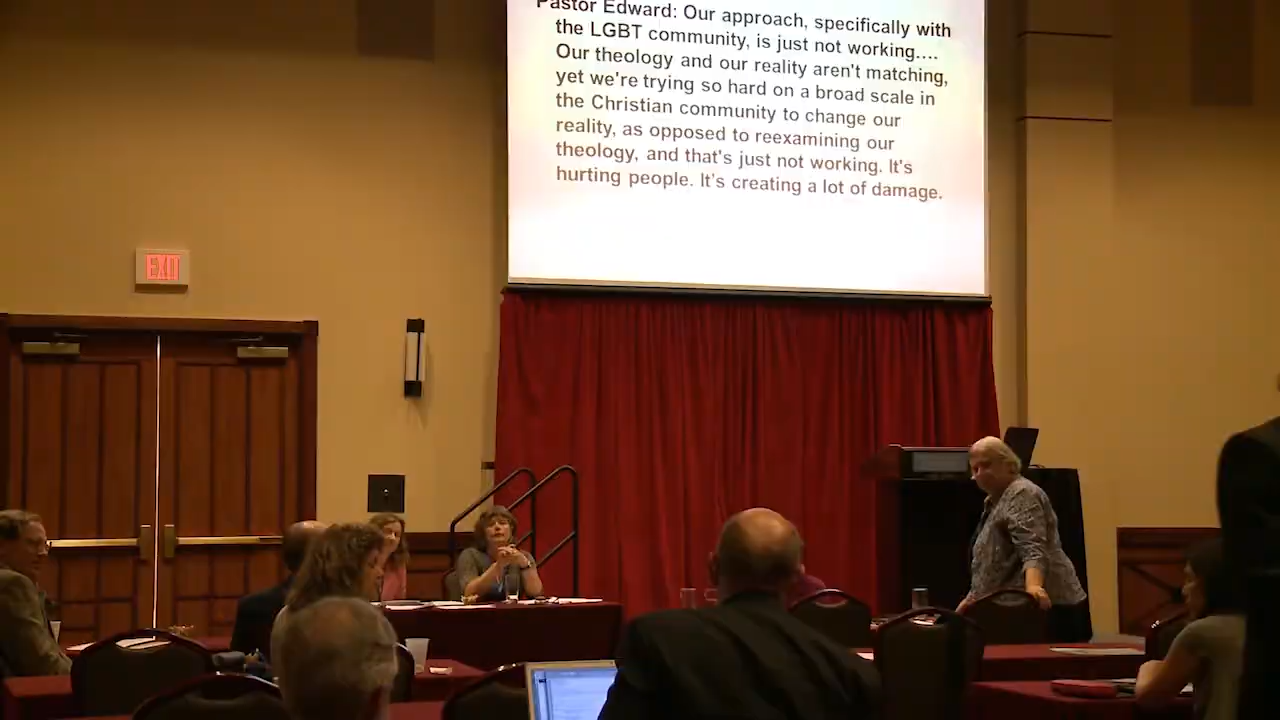 Pastor Edward: Our approach, specifically with
the LGBT community, is just not working....
Our theology and our reality aren't matching,
yet we're trying so hard on a broad scale in
the Christian community to change our
reality, as opposed to reexamining our
theology, and that's just not working. It's
hurting people. It's creating a lot of damage.
EXIT